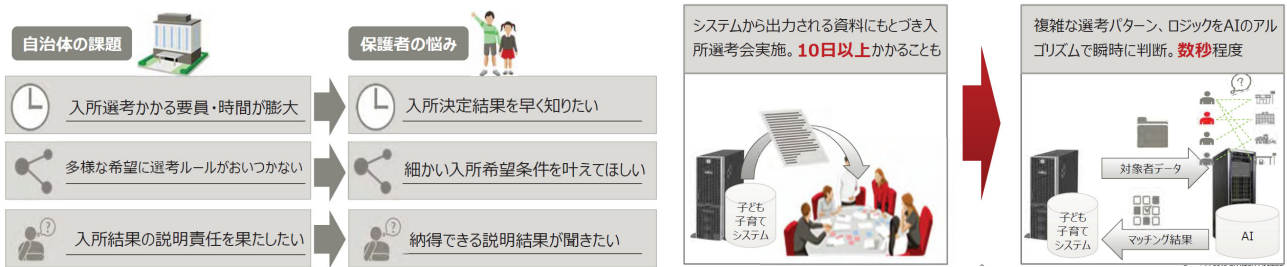 自治体の課題
保護者の悩み
入所選考かかる要員・時間が膨大
入所決定結果を早く知りたい
多様な希望に選考ルールがおいつかない
細かい入所希望条件を叶えてほしい
入所結果の説明責任を果たしたい
納得できる説明結果が聞きたい
システムから出力される資料にもとづき入
所選考会実施。10日以上かかることも
子ども
子育て
システム
複雑な選考パターン、ロジックをAIのアル
ゴリズムで瞬時に判断。数秒程度
対象者データ
子ども
子育て
システム
マッチング結果
AI